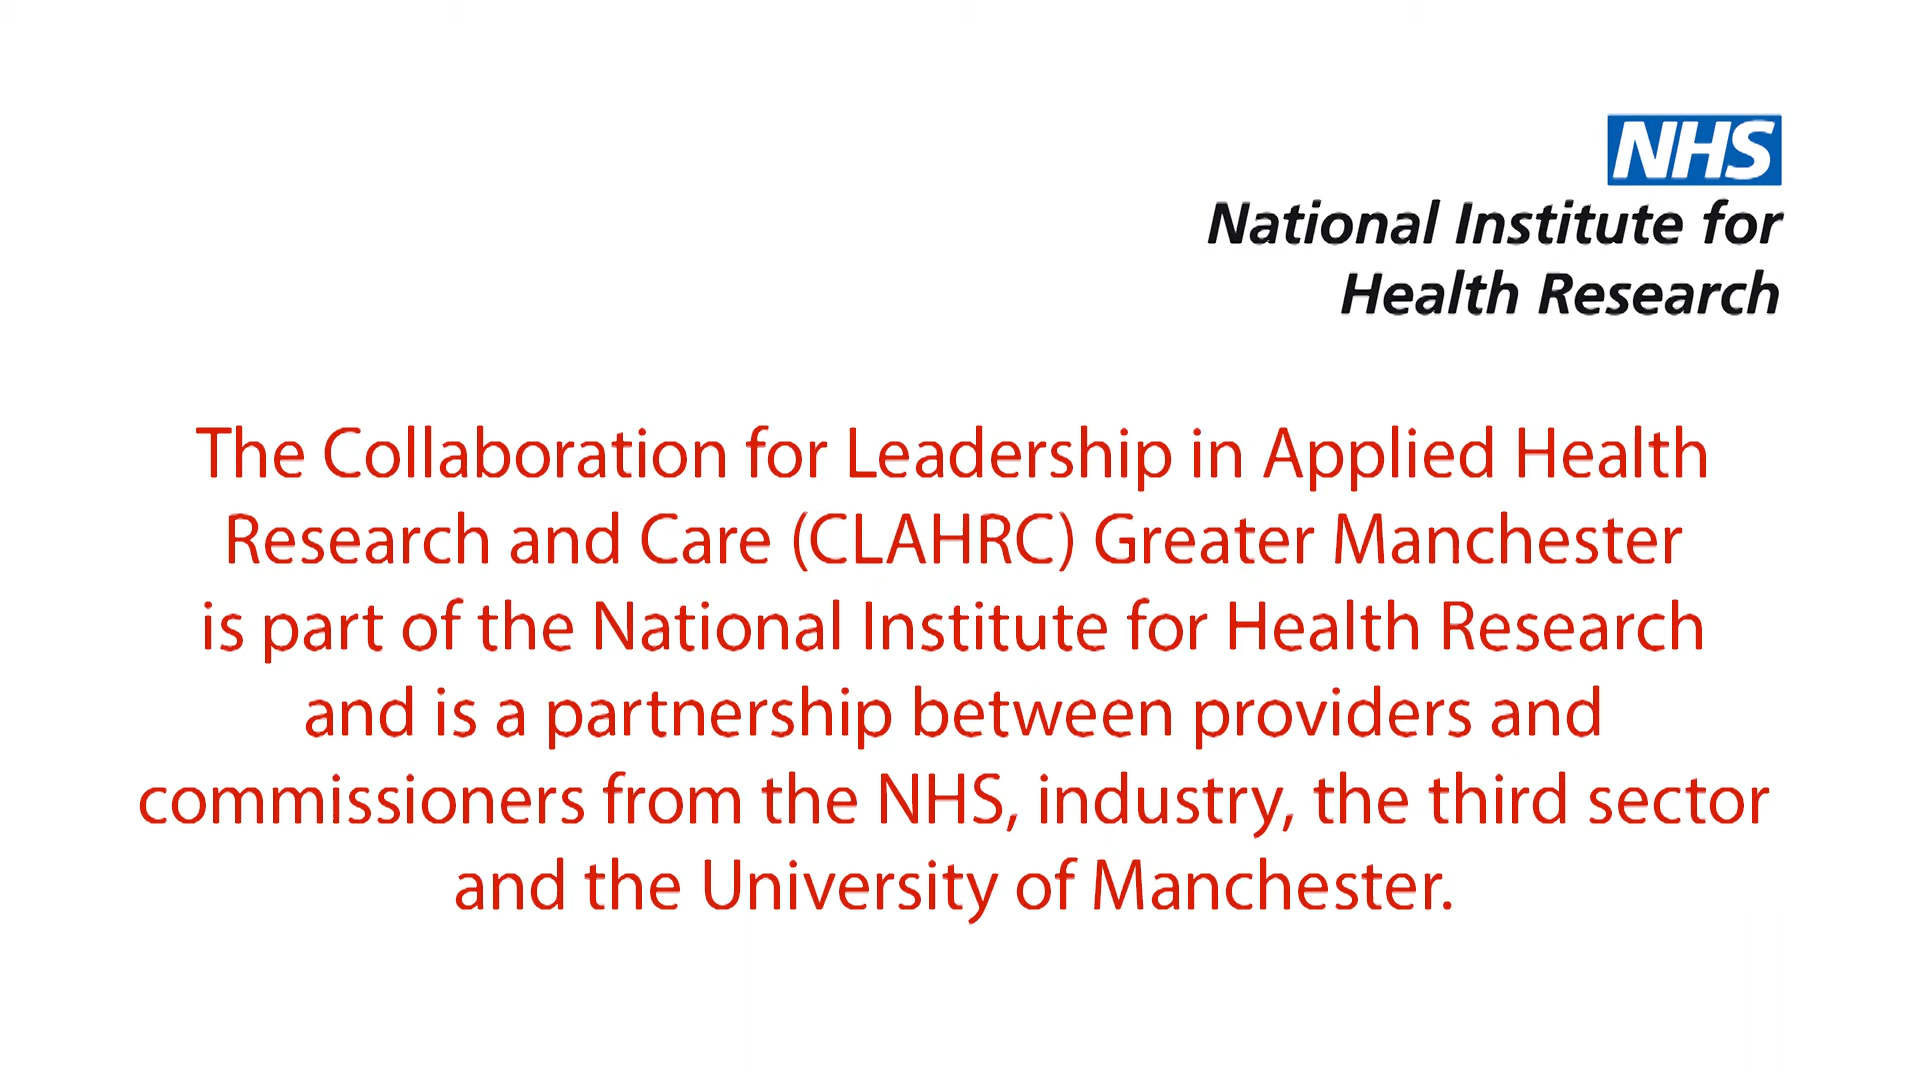 NHS
National Institute for
Health Research
The Collaboration for Leadership in Applied Health
Research and Care (CLAHRC) Greater Manchester
is part of the National Institute for Health Research
and is a partnership between providers and
commissioners from the NHS, industry, the third sector
and the University of Manchester.